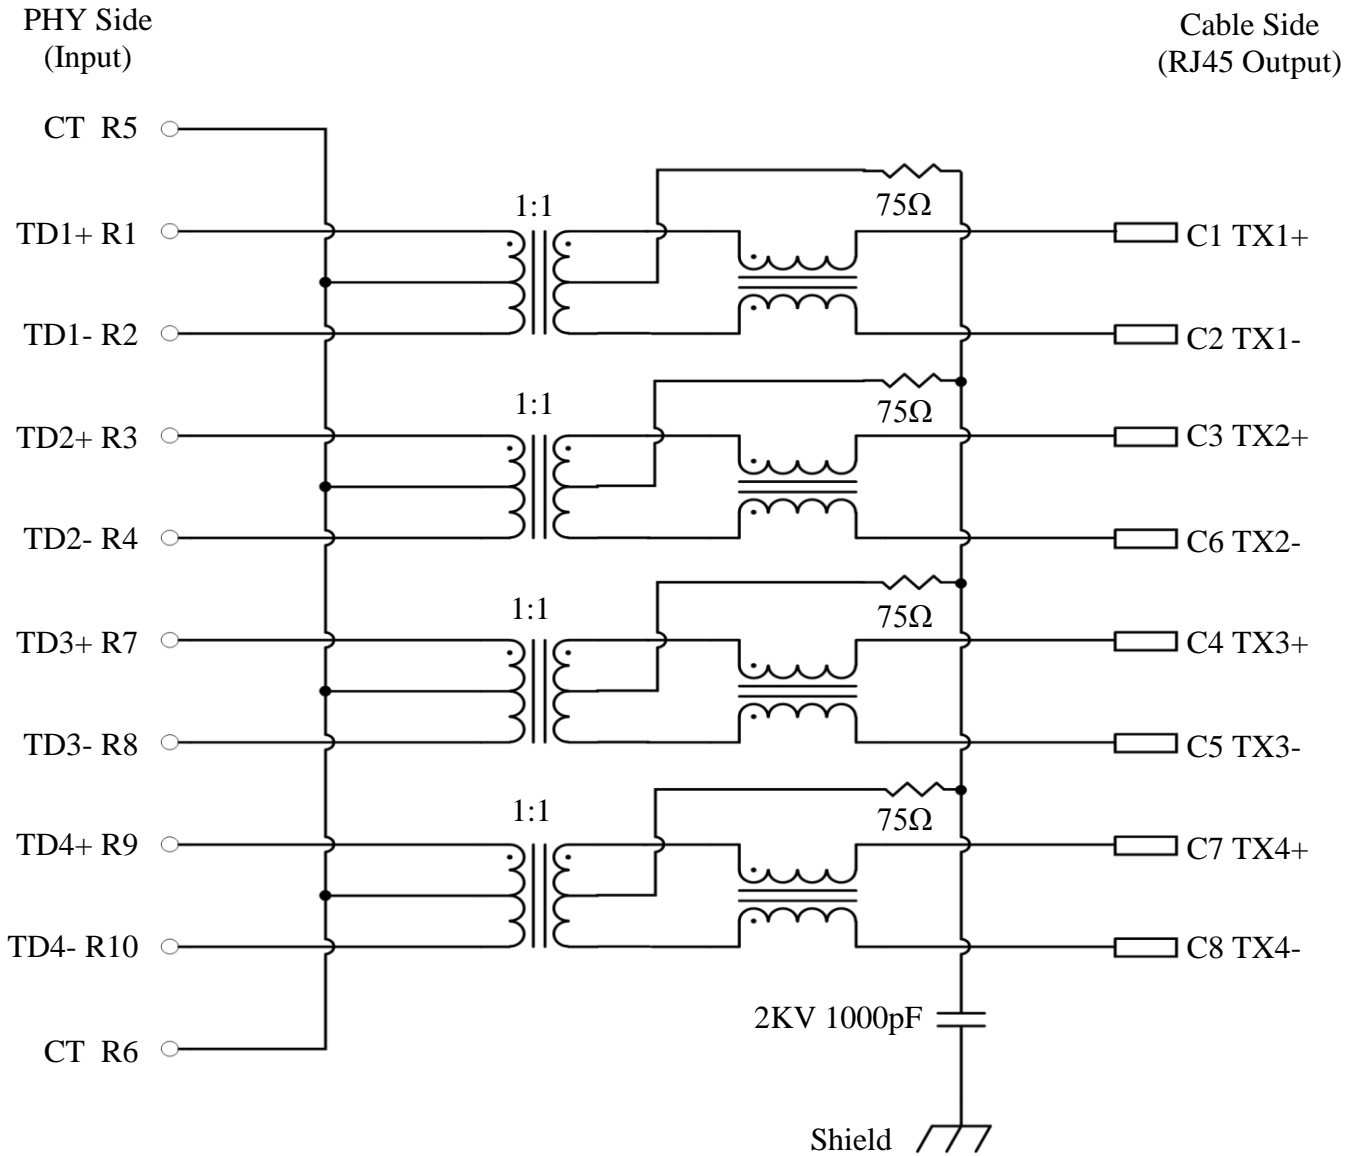 PHY Side
(Input)
Cable Side
(RJ45 Output)
CT R5
1:1
75Ω
TD1+ R1
C1 TX1+
TD1- R2
C2 TX1-
1:1
75Ω
TD2+ R3
C3 TX2+
TD2- R4
C6 TX2-
1:1
75Ω
TD3+ R7
C4 TX3+
TD3- R8
C5 TX3-
1:1
75Ω
TD4+ R9
C7 TX4+
TD4- R10
C8 TX4-
2KV 1000pF
CT R6
Shield